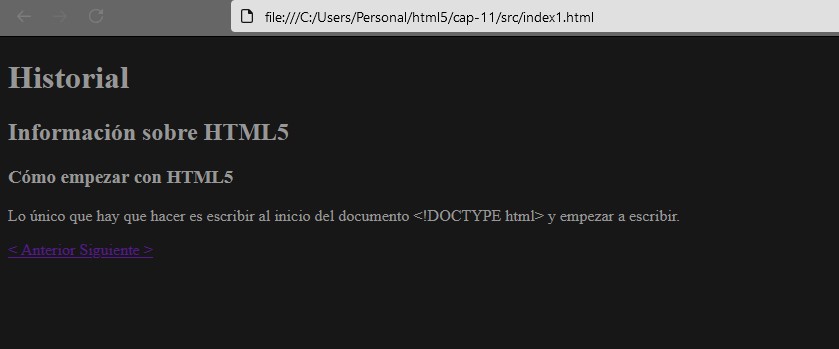 file:///C:/Users/Personal/html5/cap-11/src/index1.html
Historial
Información sobre HTML5
Cómo empezar con HTML5
Lo único que hay que hacer es escribir al inicio del documento <!DOCTYPE html> y empezar a escribir.
< Anterior Siguiente >